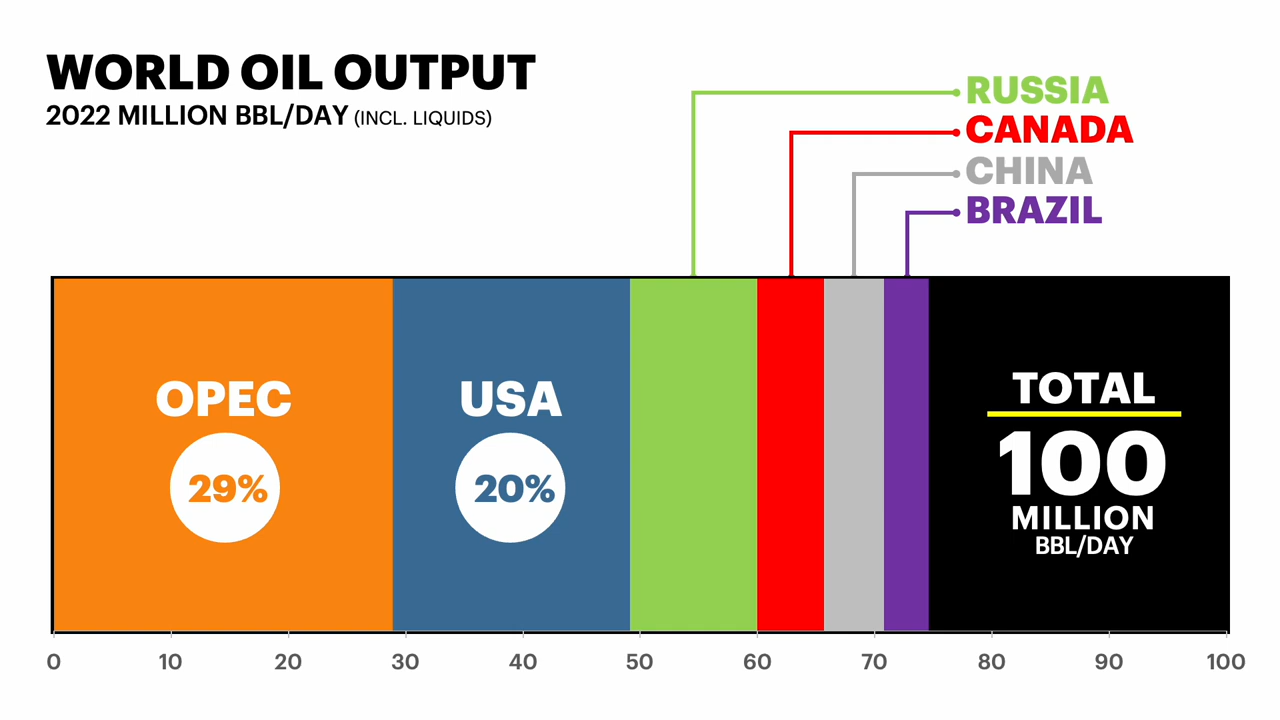 WORLD OIL OUTPUT
2022 MILLION BBL/DAY (INCL. LIQUIDS)
RUSSIA
CANADA
CHINA
BRAZIL
OPEC
29%
USA
20%
TOTAL
100
MILLION
BBL/DAY
0 10 20 30 40 50 60 70 80 90 100